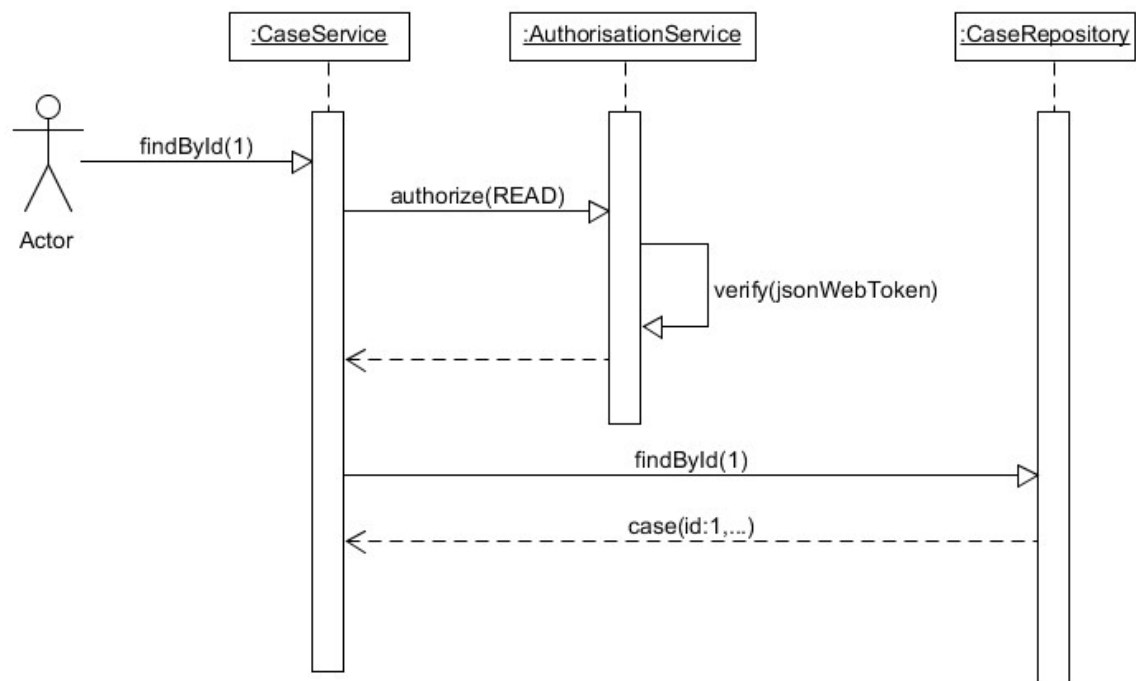 :CaseService
:AuthorisationService
:CaseRepository
findById(1)
authorize(READ)
Actor
verify(jsonWebToken)
findById(1)
case(id:1,...)